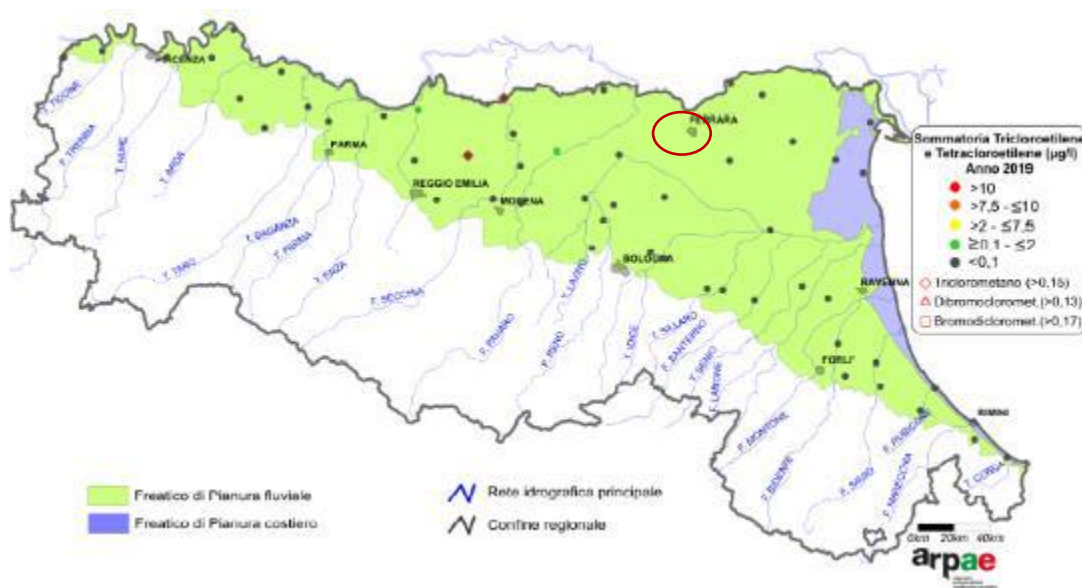 PIACENZA
F. TIDONE
F. TREBBIA
T. NURE
T. ARDA
PARMA
T. TARO
T. BAGANZA
T. PARMA
T. ENZA
REGGIO EMILIA
F. SECCHIA
MODENA
F. PANARO
F. RENO
T. LAVINO
BOLOGNA
T. IDICE
T. SILLARO
F. SANTERNO
T. SENIO
F. LAMONE
FERRARA
RAVENNA
FORLI'
F. MONTONE
F. BIDENTE
F. SAVIO
F. RUBICONE
F. MARECCHIA
RIMINI
T. CONCA
Sommatoria Tricloroetilene
Tetracloroetilene (µg/l)
Anno 2019
>10
>7,5 - ≤10
>2 - ≤7,5
≥0,1 - ≤2
<0,1
Triclorometano (>0,15)
Dibromocloromet.(>0,13)
Bromodicloromet.(>0,17)
Freatico di Pianura fluviale
Freatico di Pianura costiero
Rete idrografica principale
Confine regionale
0km 20km 40km
arpae